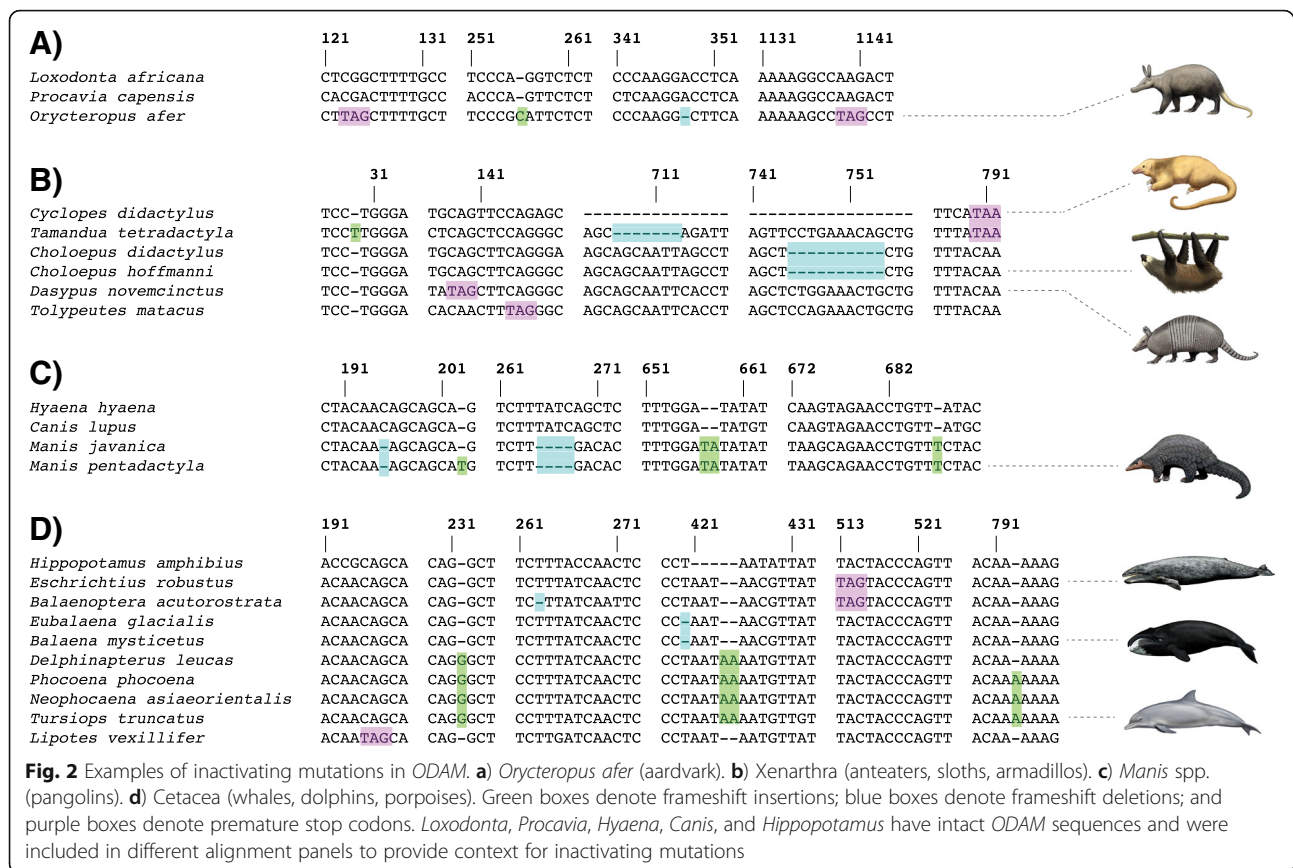 A)
121 131 251 261 341 351 1131 1141
Loxodonta africana CTCGGCTTTTGCC TCCCA-GGTCTCT CCCAAGGACCTCA AAAAGGCCAAGACT
Procavia capensis CACGACTTTTGCC ACCCA-GTTCTCT CTCAAGGACCTCA AAAAGGCCAAGACT
Orycteropus afer CTTAGCTTTTGCT TCCCGCATTCTCT CCCAAGG-CTTCA AAAAAGCCTAGCCT
B)
31 141 711 741 751 791
Cyclopes didactylus TCC-TGGGA TGCAGTTCCAGAGC --------------- ----------------- TTCATAA
Tamandua tetradactyla TCCTTGGGA CTCAGCTCCAGGGC AGC-------AGATT AGTTCCTGAAACAGCTG TTTATAA
Choloepus didactylus TCC-TGGGA TGCAGCTTCAGGGA AGCAGCAATTAGCCT AGCT----------CTG TTTACAA
Choloepus hoffmanni TCC-TGGGA TGCAGCTTCAGGGC AGCAGCAATTAGCCT AGCT----------CTG TTTACAA
Dasypus novemcinctus TCC-TGGGA TATAGCTTCAGGGC AGCAGCAATTCACCT AGCTCTGGAAACTGCTG TTTACAA
Tolypeutes matacus TCC-TGGGA CACAACTTTAGGGC AGCAGCAATTCACCT AGCTCCAGAAACTGCTG TTTACAA
C)
191 201 261 271 651 661 672 682
Hyaena hyaena CTACAACAGCAGCA-G TCTTTATCAGCTC TTTGGA--TATAT CAAGTAGAACCTGTT-ATAC
Canis lupus CTACAACAGCAGCA-G TCTTTATCAGCTC TTTGGA--TATGT CAAGTAGAACCTGTT-ATGC
Manis javanica CTACAA-AGCAGCA-G TCTT----GACAC TTTGGATATATAT TAAGCAGAACCTGTTTCTAC
Manis pentadactyla CTACAA-AGCAGCATG TCTT----GACAC TTTGGATATATAT TAAGCAGAACCTGTTTCTAC
D)
191 231 261 271 421 431 513 521 791
Hippopotamus amphibius ACCGCAGCA CAG-GCT TCTTTACCAACTC CCT-----AATATTAT TACTACCCAGTT ACAA-AAAG
Eschrichtius robustus ACAACAGCA CAG-GCT TCTTTATCAACTC CCTAAT--AACGTTAT TAGTACCCAGTT ACAA-AAAG
Balaenoptera acutorostrata ACAACAGCA CAG-GCT TC-TTATCAATTC CCTAAT--AACGTTAT TAGTACCCAGTT ACAA-AAAG
Eubalaena glacialis ACAACAGCA CAG-GCT TCTTTATCAACTC CC-AAT--AACGTTAT TACTACCCAGTT ACAA-AAAG
Balaena mysticetus ACAACAGCA CAG-GCT TCTTTATCAACTC CC-AAT--AACGTTAT TACTACCCAGTT ACAA-AAAG
Delphinapterus leucas ACAACAGCA CAGGGCT CCTTTATCAACTC CCTAATAAAATGTTAT TACTACCCAGTT ACAA-AAAA
Phocoena phocoena ACAACAGCA CAGGGCT CCTTTATCAACTC CCTAATAAAATGTTAT TACTACCCAGTT ACAAAAAAA
Neophocaena asiaeorientalis ACAACAGCA CAGGGCT CCTTTATCAACTC CCTAATAAAATGTTAT TACTACCCAGTT ACAAAAAAA
Tursiops truncatus ACAACAGCA CAGGGCT CCTTTATCAACTC CCTAATAAAATGTTGT TACTACCCAGTT ACAAAAAAA
Lipotes vexillifer ACAATAGCA CAG-GCT TCTTGATCAACTC CCTAAT--AATGTTAT TACTACCCAGTT ACAA-AAAG
Fig. 2 Examples of inactivating mutations in ODAM. a) Orycteropus afer (aardvark). b) Xenarthra (anteaters, sloths, armadillos). c) Manis spp.
(pangolins). d) Cetacea (whales, dolphins, porpoises). Green boxes denote frameshift insertions; blue boxes denote frameshift deletions; and
purple boxes denote premature stop codons. Loxodonta, Procavia, Hyaena, Canis, and Hippopotamus have intact ODAM sequences and were
included in different alignment panels to provide context for inactivating mutations